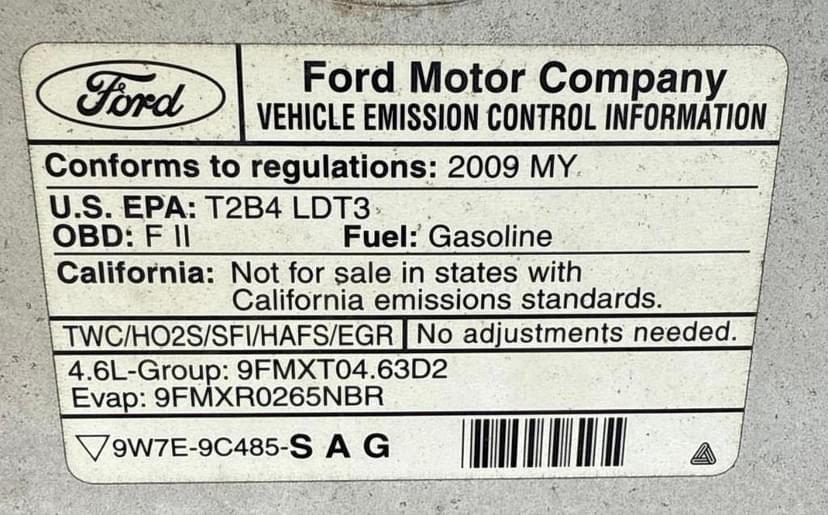 Ford
Ford Motor Company
VEHICLE EMISSION CONTROL INFORMATION
Conforms to regulations: 2009 MY
U.S. EPA: T2B4 LDT3
OBD: F II Fuel: Gasoline
California: Not for sale in states with
California emissions standards.
TWC/HO2S/SFI/HAFS/EGR No adjustments needed.
4.6L-Group: 9FMXT04.63D2
Evap: 9FMXR0265NBR
▽9W7E-9C485-S A G